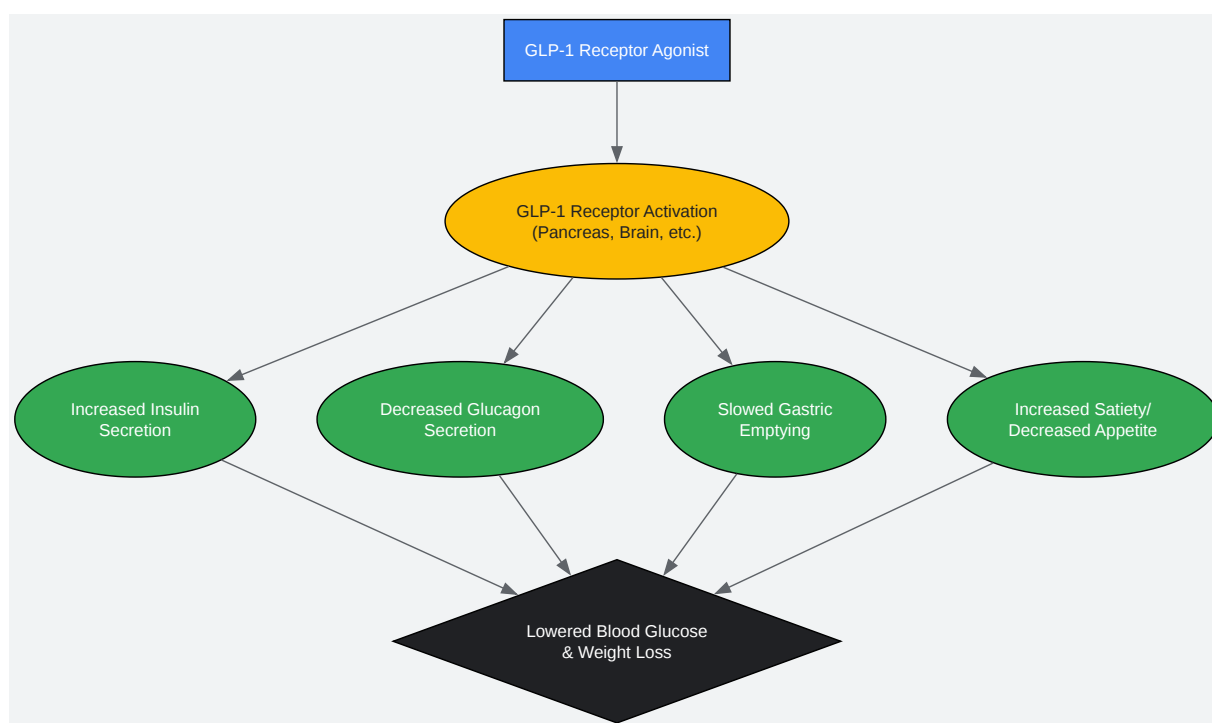 GLP-1 Receptor Agonist
GLP-1 Receptor Activation
(Pancreas, Brain, etc.)
Increased Insulin
Secretion
Decreased Glucagon
Secretion
Slowed Gastric
Emptying
Increased Satiety/
Decreased Appetite
Lowered Blood Glucose
& Weight Loss